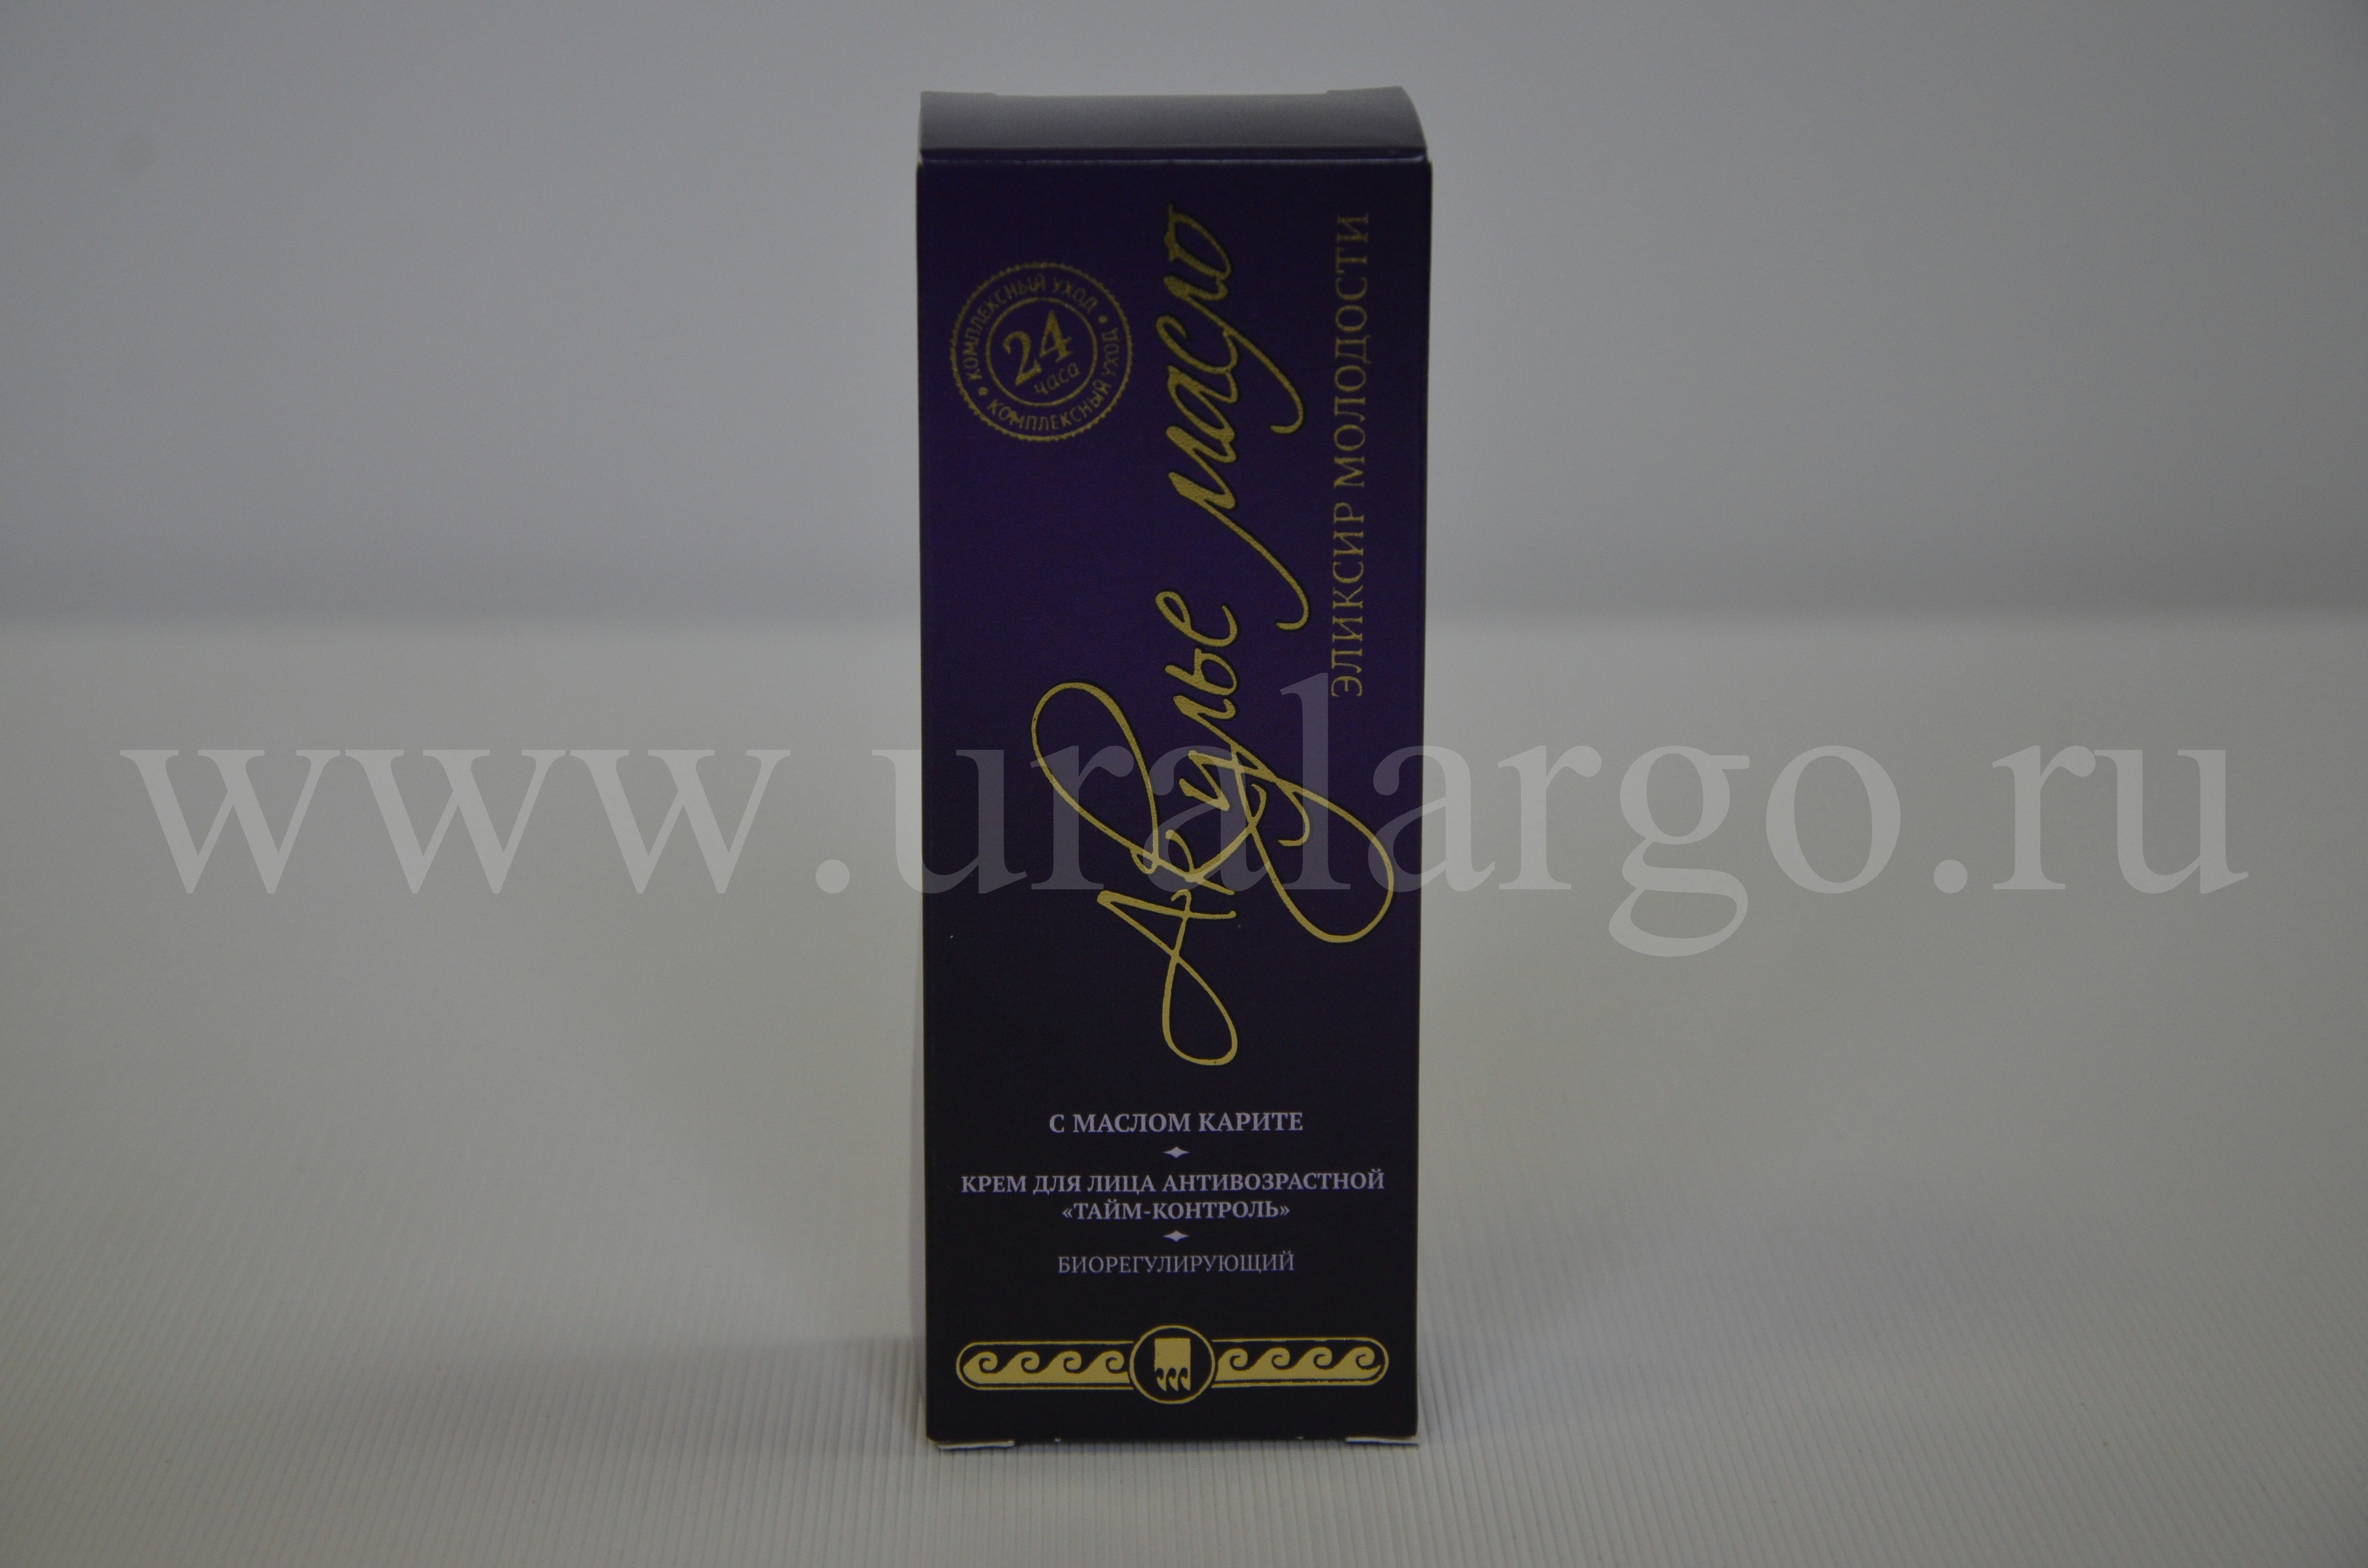 КОМПЛЕКСНЫЙ УХОД • КОМПЛЕКСНЫЙ УХОД •
24
часа
Акулье масло
ЭЛИКСИР МОЛОДОСТИ
www.uralargo.ru
С МАСЛОМ КАРИТЕ
КРЕМ ДЛЯ ЛИЦА АНТИВОЗРАСТНОЙ
«ТАЙМ-КОНТРОЛЬ»
БИОРЕГУЛИРУЮЩИЙ